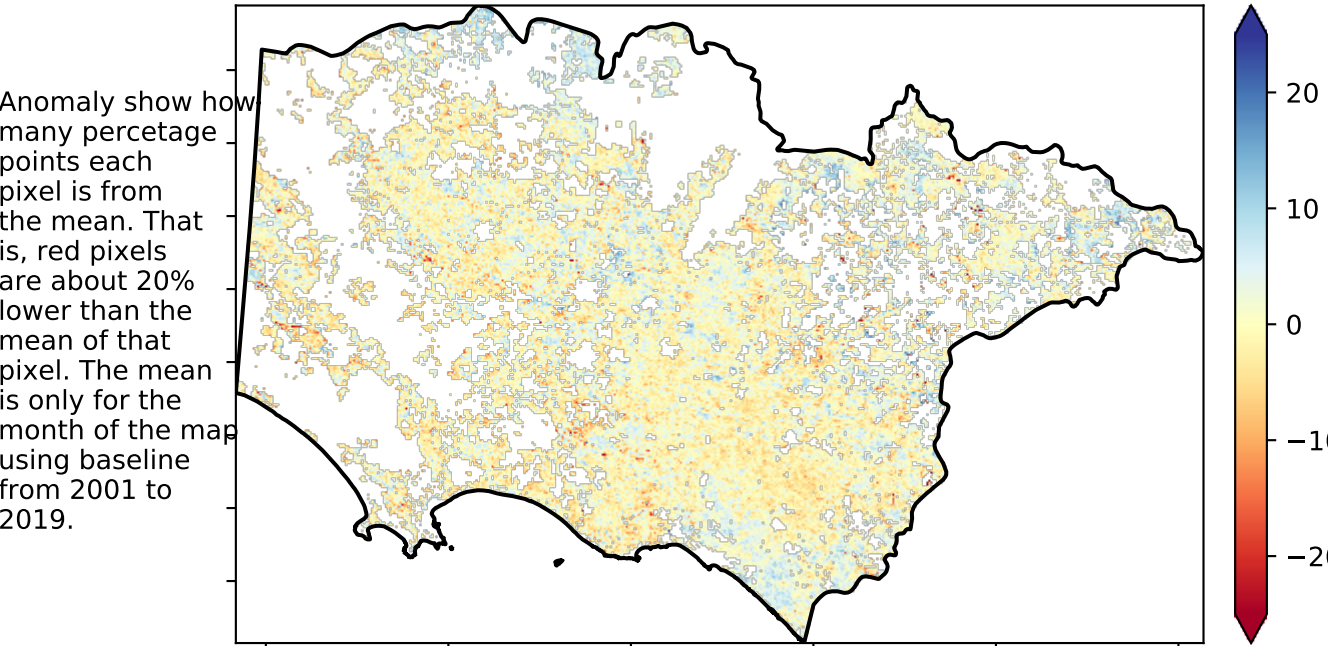 Anomaly show how
many percetage
points each
pixel is from
the mean. That
is, red pixels
are about 20%
lower than the
mean of that
pixel. The mean
is only for the
month of the map
using baseline
from 2001 to
2019.
20
10
0